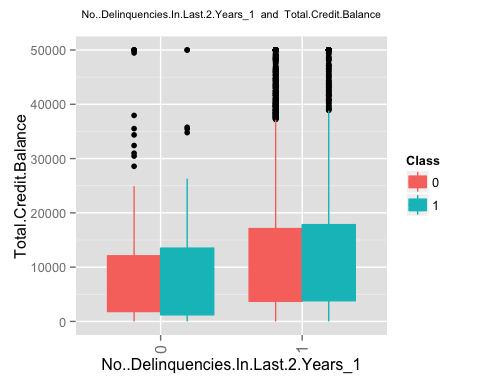 No..Delinquencies.In.Last.2.Years_1 and Total.Credit.Balance
50000
40000
30000
20000
10000
0
Total.Credit.Balance
0
1
No..Delinquencies.In.Last.2.Years_1
Class
0
1